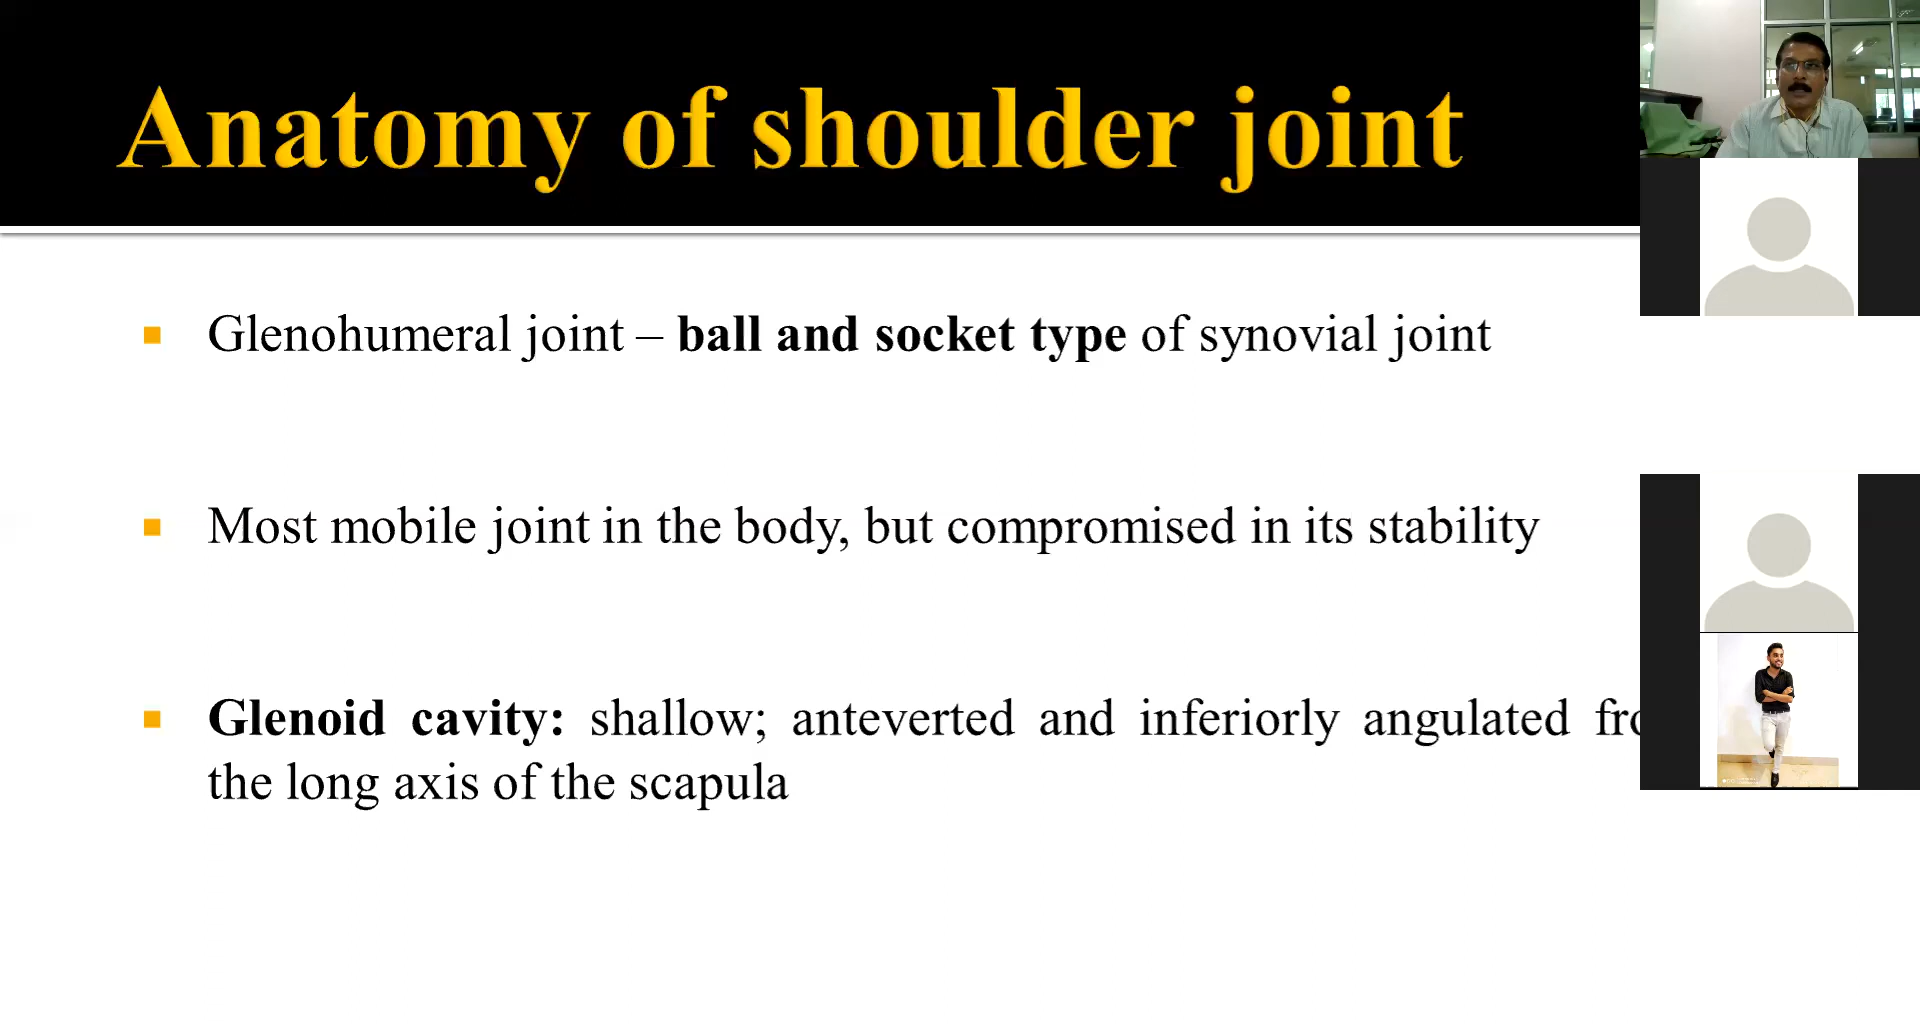 Anatomy of shoulder joint
Glenohumeral joint – ball and socket type of synovial joint
Most mobile joint in the body, but compromised in its stability
Glenoid cavity: shallow; anteverted and inferiorly angulated
the long axis of the scapula